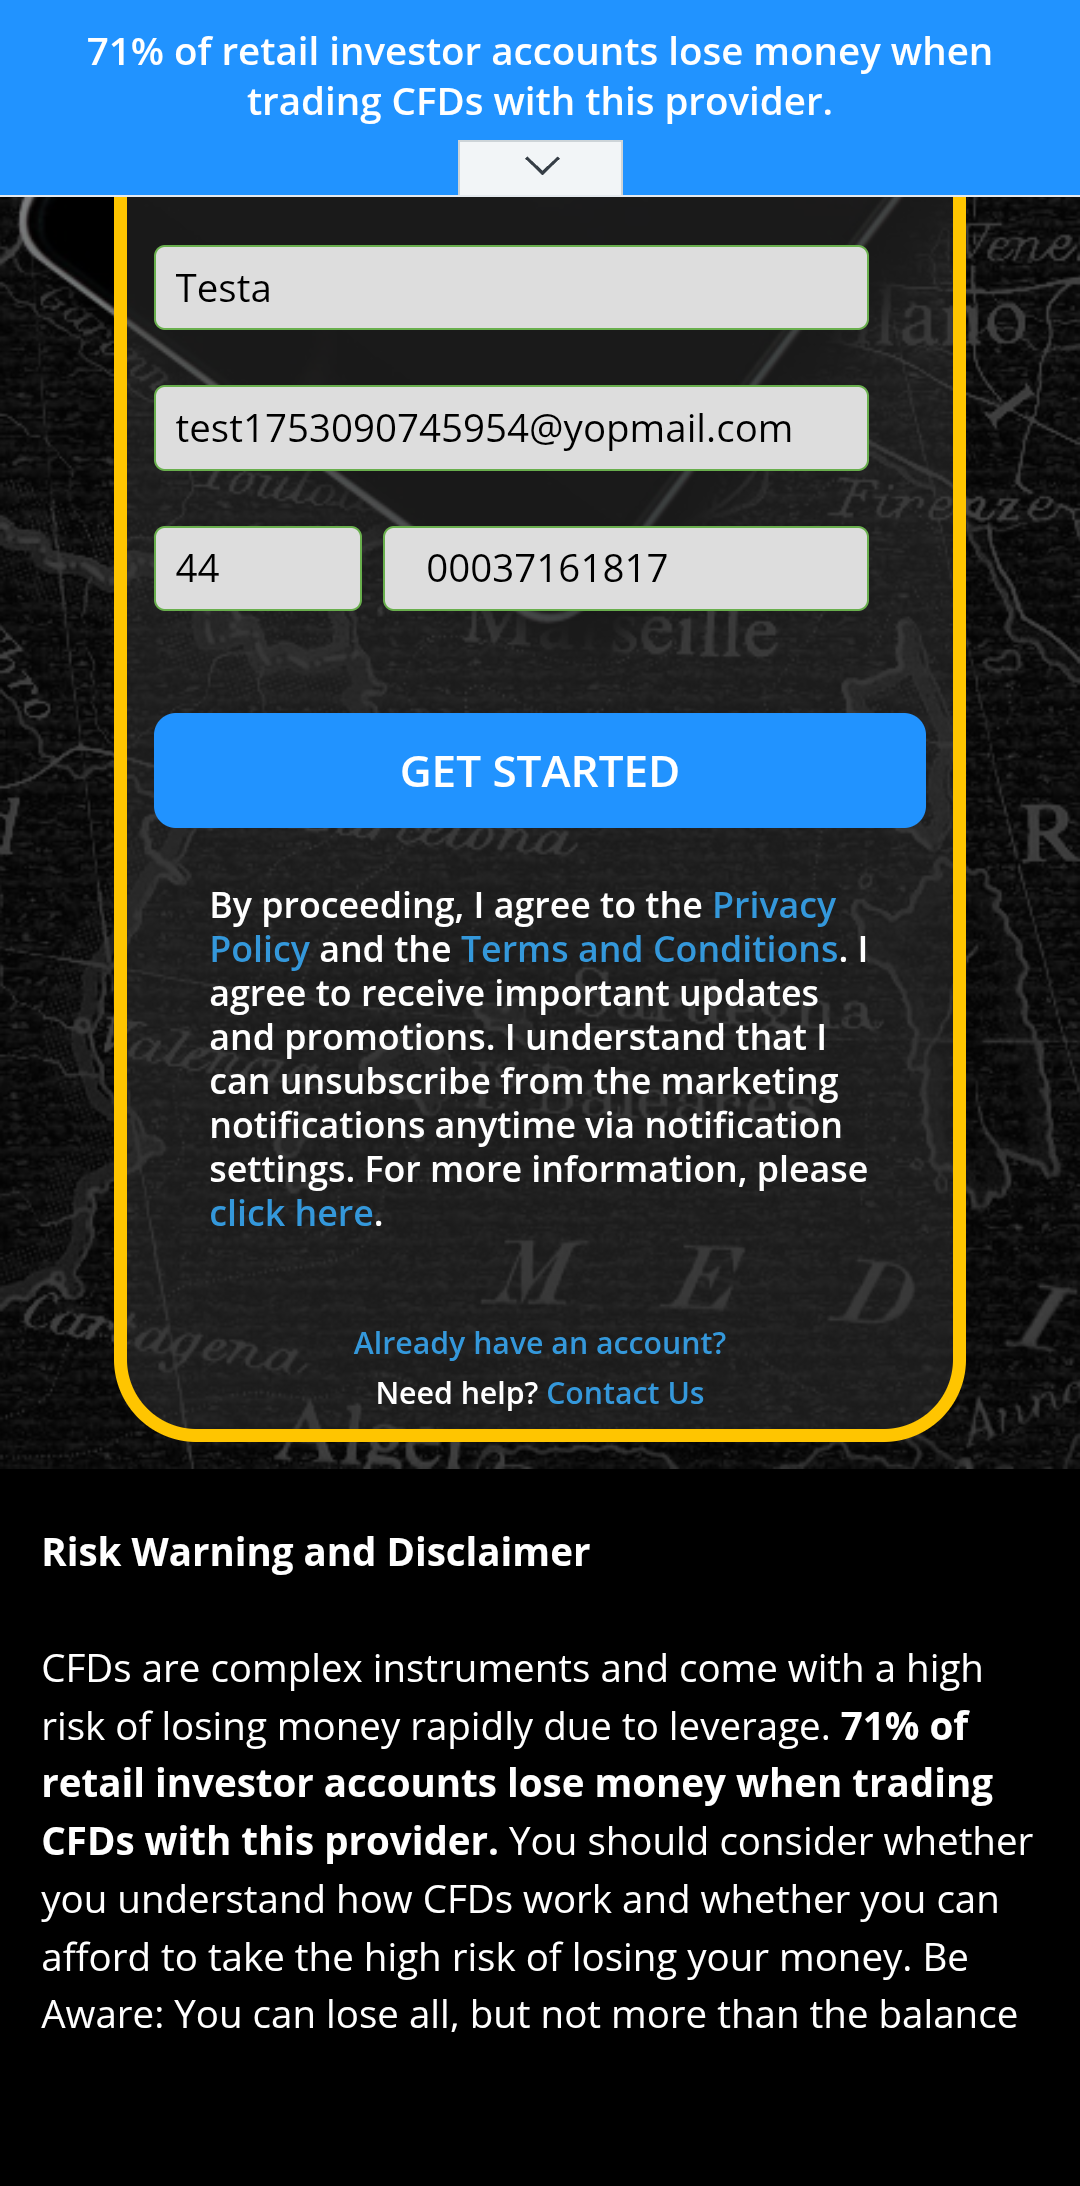 71% of retail investor accounts lose money when
trading CFDs with this provider.
Testa
test1753090745954@yopmail.com
44
00037161817
GET STARTED
By proceeding, I agree to the Privacy
Policy and the Terms and Conditions. I
agree to receive important updates
and promotions. I understand that I
can unsubscribe from the marketing
notifications anytime via notification
settings. For more information, please
click here.
Already have an account?
Need help? Contact Us
Risk Warning and Disclaimer
CFDs are complex instruments and come with a high
risk of losing money rapidly due to leverage. 71% of
retail investor accounts lose money when trading
CFDs with this provider. You should consider whether
you understand how CFDs work and whether you can
afford to take the high risk of losing your money. Be
Aware: You can lose all, but not more than the balance